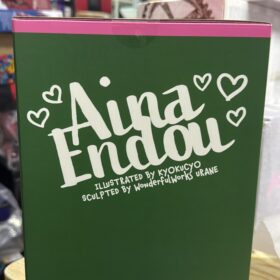 Aina
Endou
ILLUSTRATED BY KYOKUCYO
SCULPTED BY WonderfulWorks URANE